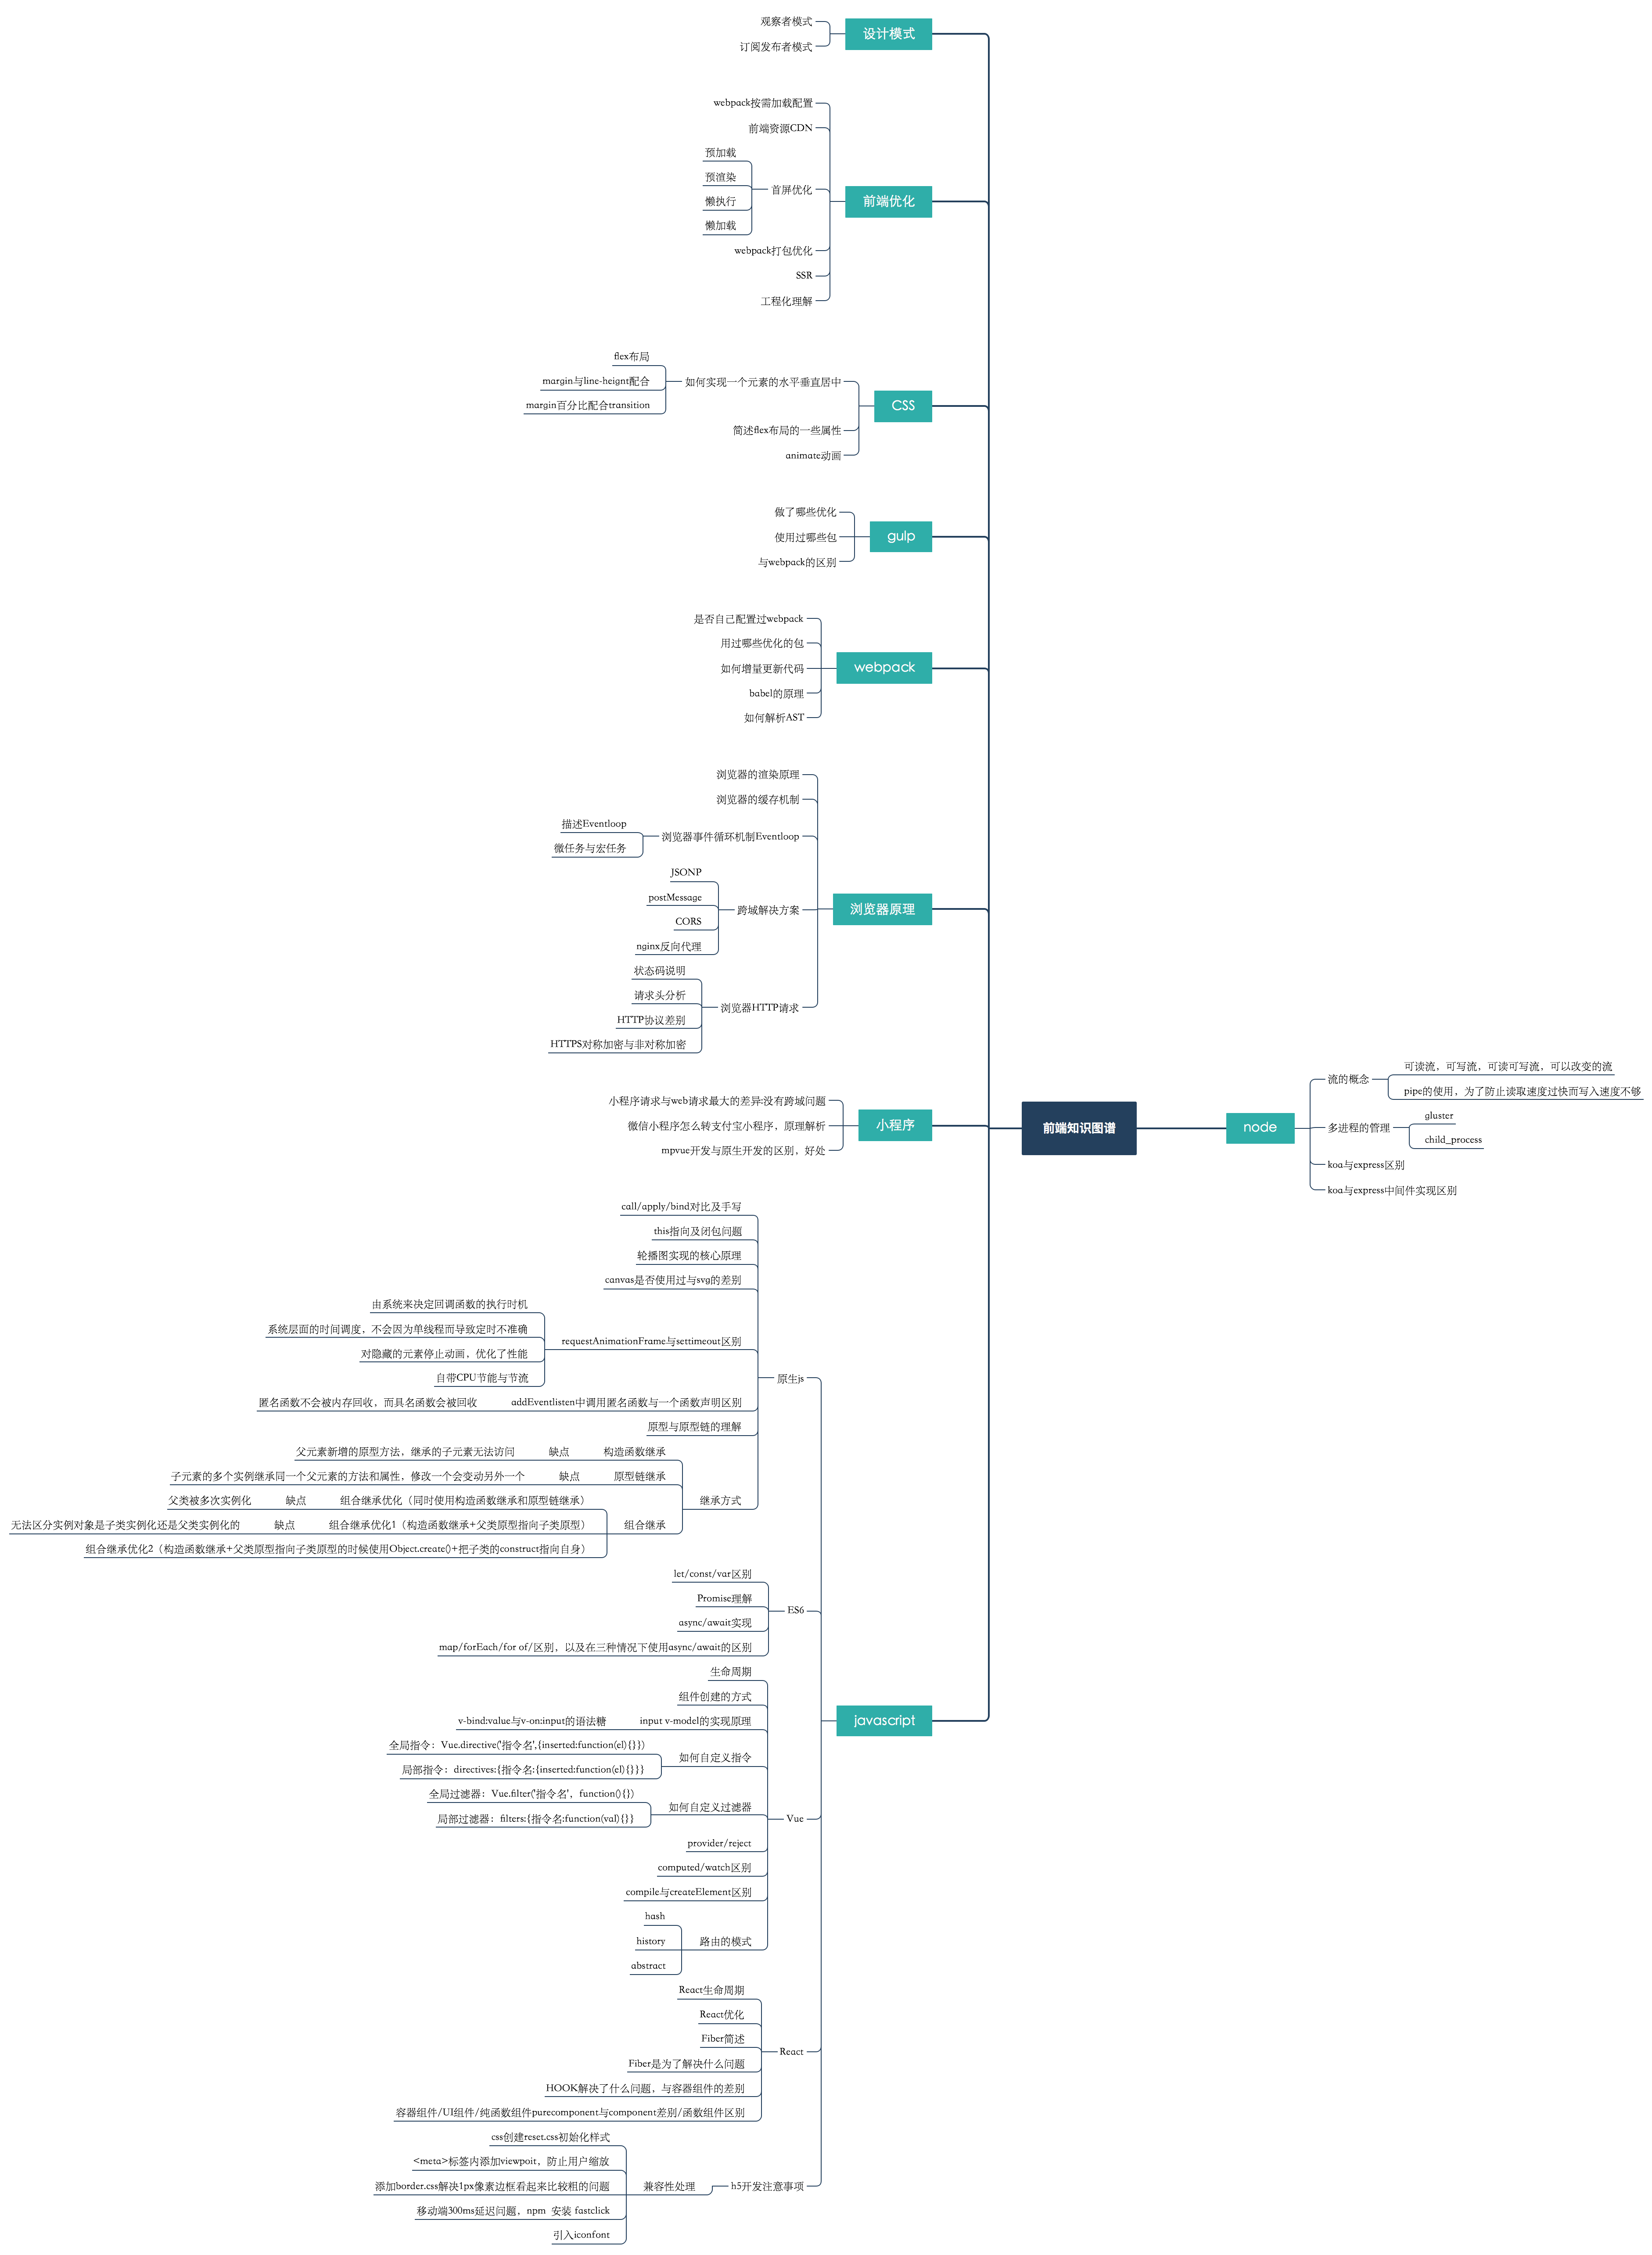 设计模式
观察者模式
订阅发布者模式
前端优化
webpack按需加载配置
前端资源CDN
首屏优化
预加载
预渲染
懒执行
懒加载
webpack打包优化
SSR
工程化理解
CSS
如何实现一个元素的水平垂直居中
flex布局
margin与line-heignt配合
margin百分比配合transition
简述flex布局的一些属性
animate动画
gulp
做了哪些优化
使用过哪些包
与webpack的区别
webpack
是否自己配置过webpack
用过哪些优化的包
如何增量更新代码
babel的原理
如何解析AST
浏览器原理
浏览器的渲染原理
浏览器的缓存机制
浏览器事件循环机制Eventloop
描述Eventloop
微任务与宏任务
跨域解决方案
JSONP
postMessage
CORS
nginx反向代理
浏览器HTTP请求
状态码说明
请求头分析
HTTP协议差别
HTTPS对称加密与非对称加密
小程序
小程序请求与web请求最大的差异:没有跨域问题
微信小程序怎么转支付宝小程序，原理解析
mpvue开发与原生开发的区别，好处
前端知识图谱
node
流的概念
可读流，可写流，可读可写流，可以改变的流
pipe的使用，为了防止读取速度过快而写入速度不够
多进程的管理
gluster
child_process
koa与express区别
koa与express中间件实现区别
javascript
原生js
call/apply/bind对比及手写
this指向及闭包问题
轮播图实现的核心原理
canvas是否使用过与svg的差别
requestAnimationFrame与settimeout区别
由系统来决定回调函数的执行时机
系统层面的时间调度，不会因为单线程而导致定时不准确
对隐藏的元素停止动画，优化了性能
自带CPU节能与节流
addEventlisten中调用匿名函数与一个函数声明区别
匿名函数不会被内存回收，而具名函数会被回收
原型与原型链的理解
继承方式
构造函数继承
缺点
父元素新增的原型方法，继承的子元素无法访问
原型链继承
缺点
子元素的多个实例继承同一个父元素的方法和属性，修改一个会变动另外一个
组合继承
组合继承优化（同时使用构造函数继承和原型链继承）
缺点
父类被多次实例化
组合继承优化1（构造函数继承+父类原型指向子类原型）
缺点
无法区分实例对象是子类实例化还是父类实例化的
组合继承优化2（构造函数继承+父类原型指向子类原型的时候使用Object.create()+把子类的construct指向自身）
ES6
let/const/var区别
Promise理解
async/await实现
map/forEach/for of/区别，以及在三种情况下使用async/await的区别
Vue
生命周期
组件创建的方式
input v-model的实现原理
v-bind:value与v-on:input的语法糖
如何自定义指令
全局指令：Vue.directive('指令名',{inserted:function(el){}})
局部指令：directives:{指令名:{inserted:function(el){}}}
如何自定义过滤器
全局过滤器：Vue.filter('指令名'，function(){})
局部过滤器：filters:{指令名:function(val){}}
provider/reject
computed/watch区别
compile与createElement区别
路由的模式
hash
history
abstract
React
React生命周期
React优化
Fiber简述
Fiber是为了解决什么问题
HOOK解决了什么问题，与容器组件的差别
容器组件/UI组件/纯函数组件purecomponent与component差别/函数组件区别
h5开发注意事项
兼容性处理
css创建reset.css初始化样式
<meta>标签内添加viewpoit，防止用户缩放
添加border.css解决1px像素边框看起来比较粗的问题
移动端300ms延迟问题，npm 安装 fastclick
引入iconfont